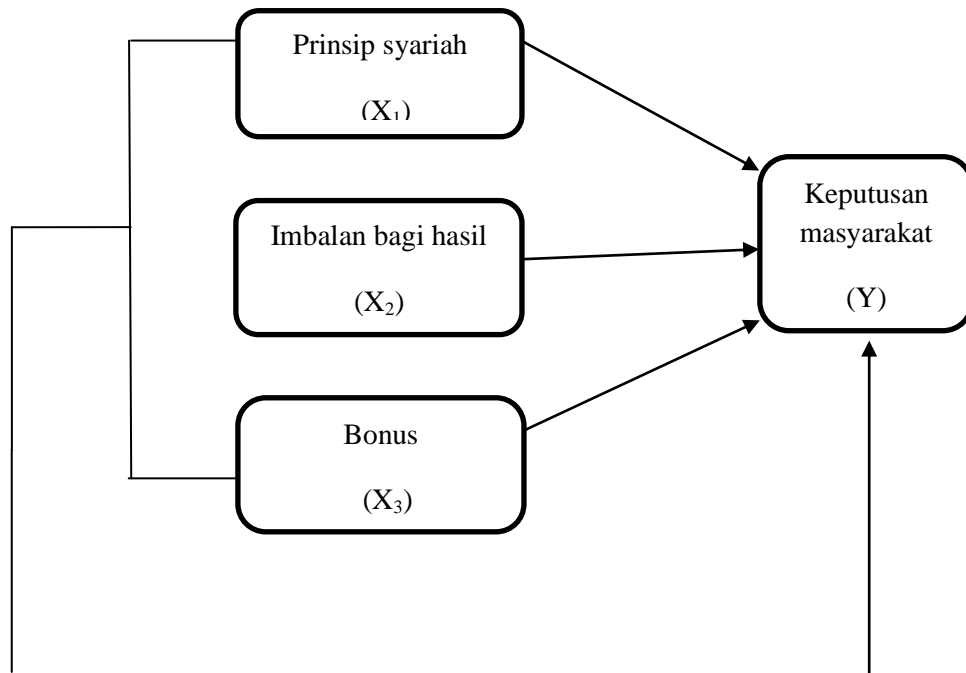 Prinsip syariah
(X₁)
Imbalan bagi hasil
(X₂)
Keputusan
masyarakat
(Y)
Bonus
(X₃)